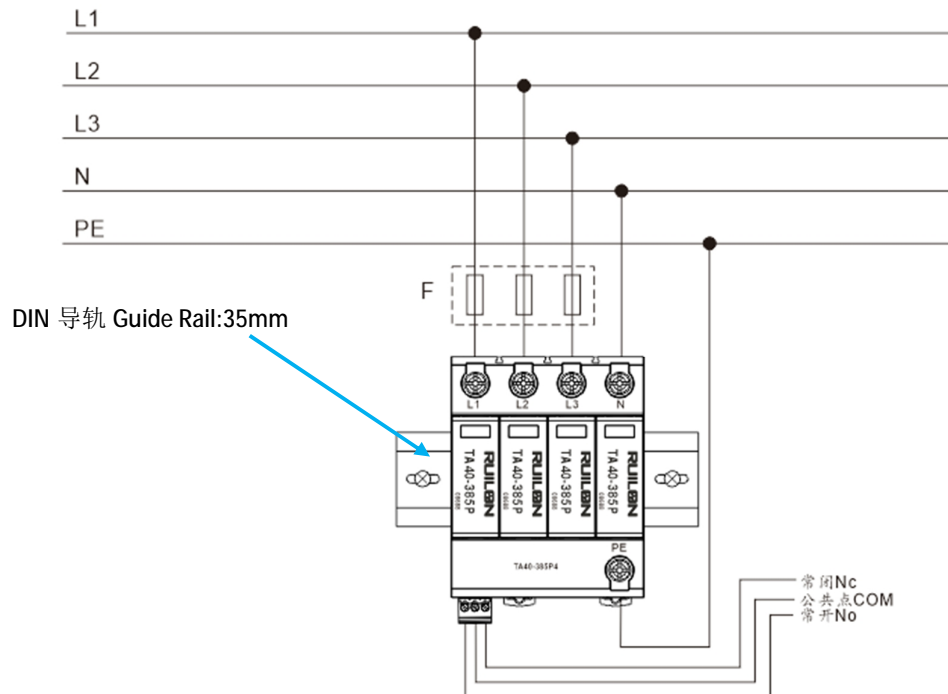 L1
L2
L3
N
PE
F
DIN 导轨 Guide Rail:35mm
L1 L2 L3 N
RUILON RUILON RUILON RUILON
TA40-385P TA40-385P TA40-385P TA40-385P
PE
TA40-385P4
常闭Nc
公共点COM
常开No